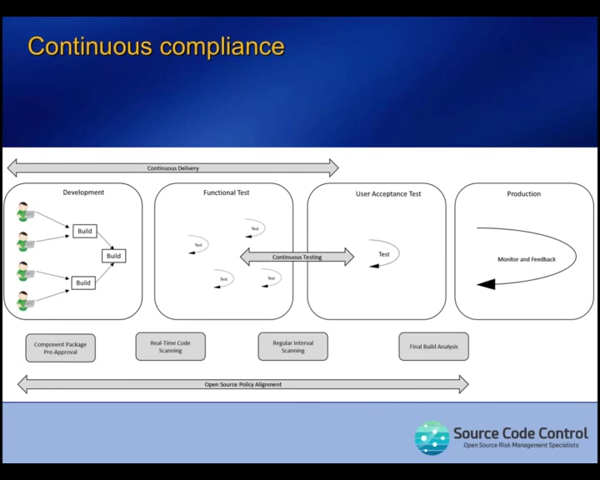 Continuous compliance
Continuous Delivery
Development
Functional Test
User Acceptance Test
Production
Build
Build
Build
Test
Test
Test
Test
Continuous Testing
Test
Monitor and Feedback
Component Package
Pre-Approval
Real-Time Code
Scanning
Regular Interval
Scanning
Final Build Analysis
Open Source Policy Alignment
Source Code Control
Open Source Risk Management Specialists